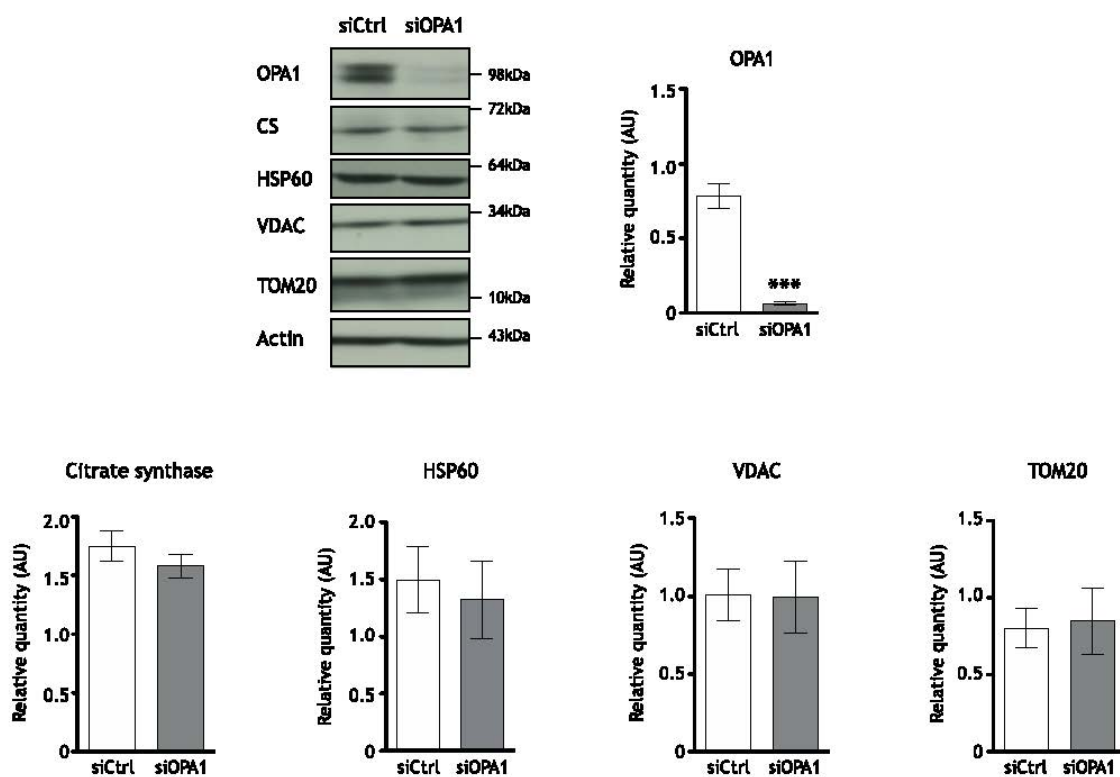 siCtrl siOPA1
OPA1
98kDa
72kDa
CS
64kDa
HSP60
34kDa
VDAC
TOM20
10kDa
Actin
43kDa
OPA1
Relative quantity (AU)
1.5
1.0
0.5
0
***
siCtrl siOPA1
Citrate synthase
Relative quantity (AU)
2.0
1.5
1.0
0.5
0
siCtrl siOPA1
HSP60
Relative quantity (AU)
2.0
1.5
1.0
0.5
0
siCtrl siOPA1
VDAC
Relative quantity (AU)
1.5
1.0
0.5
0
siCtrl siOPA1
TOM20
Relative quantity (AU)
1.5
1.0
0.5
0
siCtrl siOPA1